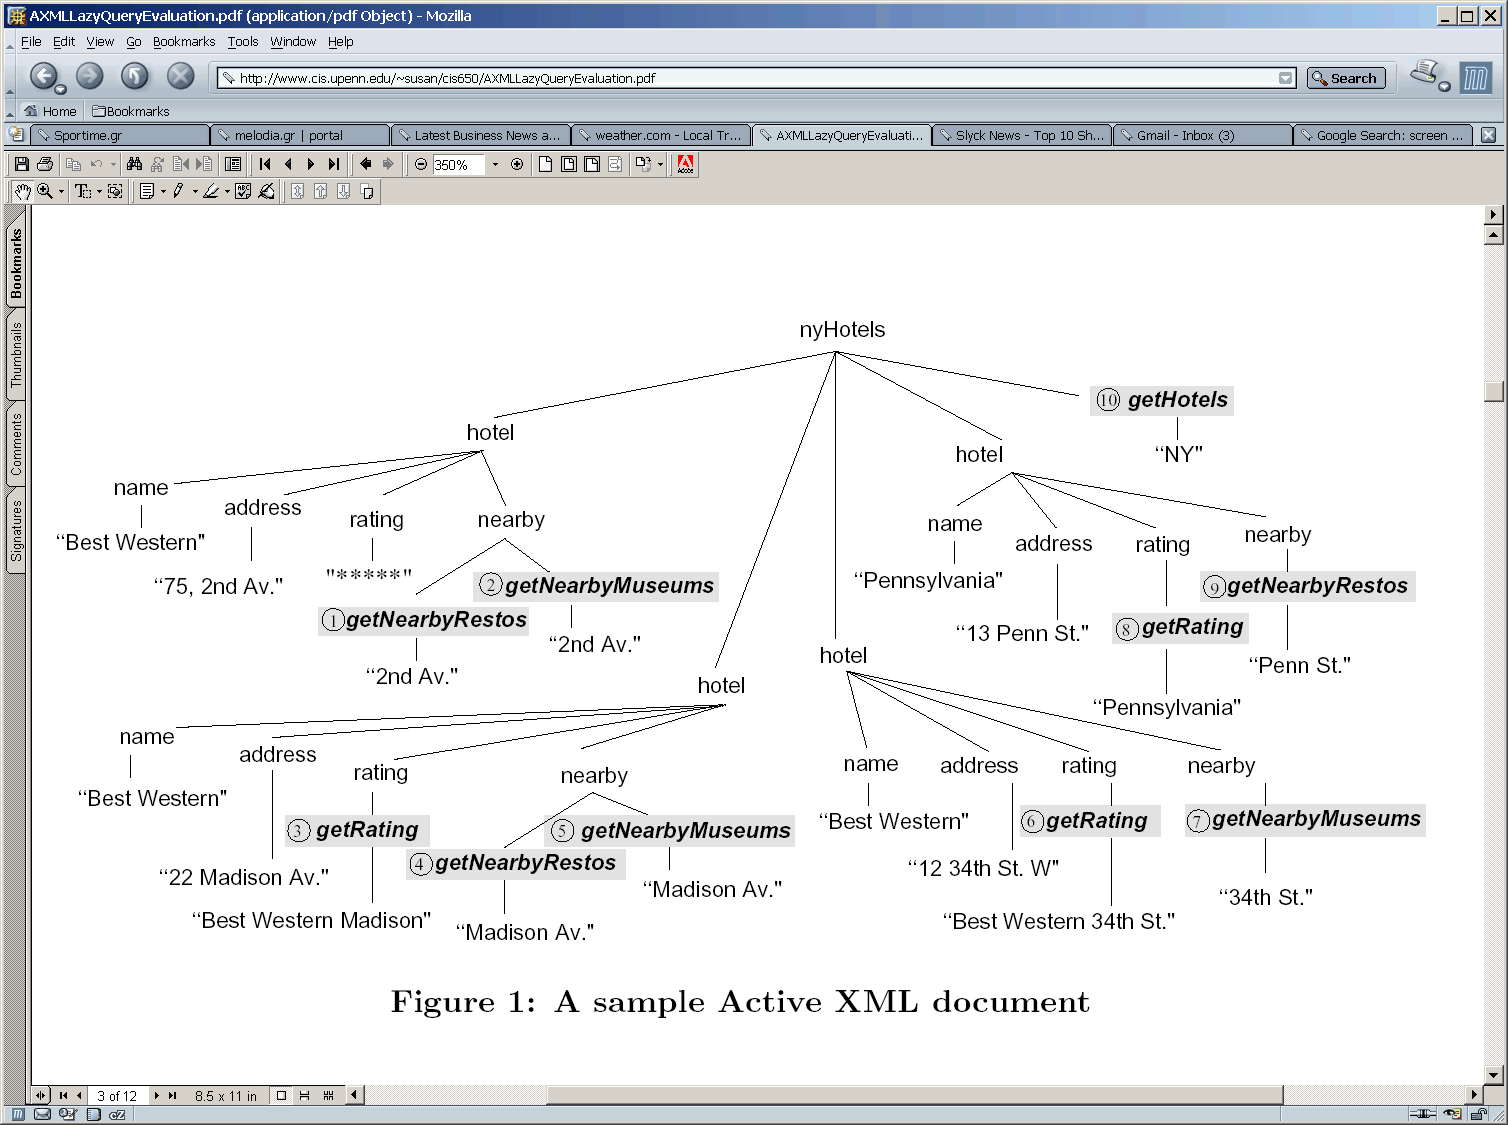 AXMLLazyQueryEvaluation.pdf (application/pdf Object) - Mozilla
File Edit View Go Bookmarks Tools Window Help
http://www.cis.upenn.edu/~susan/cis650/AXMLLazyQueryEvaluation.pdf Search
Home Bookmarks
Sportime.gr melodia.gr | portal Latest Business News a... weather.com - Local Tr... AXMLLazyQueryEvaluati... Slyck News - Top 10 Sh... Gmail - Inbox (3) Google Search: screen ...
350% Adobe
Bookmarks
Thumbnails
Comments
Signatures
nyHotels
10 getHotels
“NY"
hotel
name
“Best Western"
address
“75, 2nd Av."
rating
"*****"
nearby
1 getNearbyRestos
“2nd Av."
2 getNearbyMuseums
“2nd Av."
hotel
name
“Pennsylvania"
address
“13 Penn St."
rating
8 getRating
“Pennsylvania"
nearby
9 getNearbyRestos
“Penn St."
hotel
name
“Best Western"
address
“22 Madison Av."
rating
3 getRating
“Best Western Madison"
nearby
4 getNearbyRestos
“Madison Av."
5 getNearbyMuseums
“Madison Av."
hotel
name
“Best Western"
address
“12 34th St. W"
rating
6 getRating
“Best Western 34th St."
nearby
7 getNearbyMuseums
“34th St."
Figure 1: A sample Active XML document
3 of 12 8.5 x 11 in